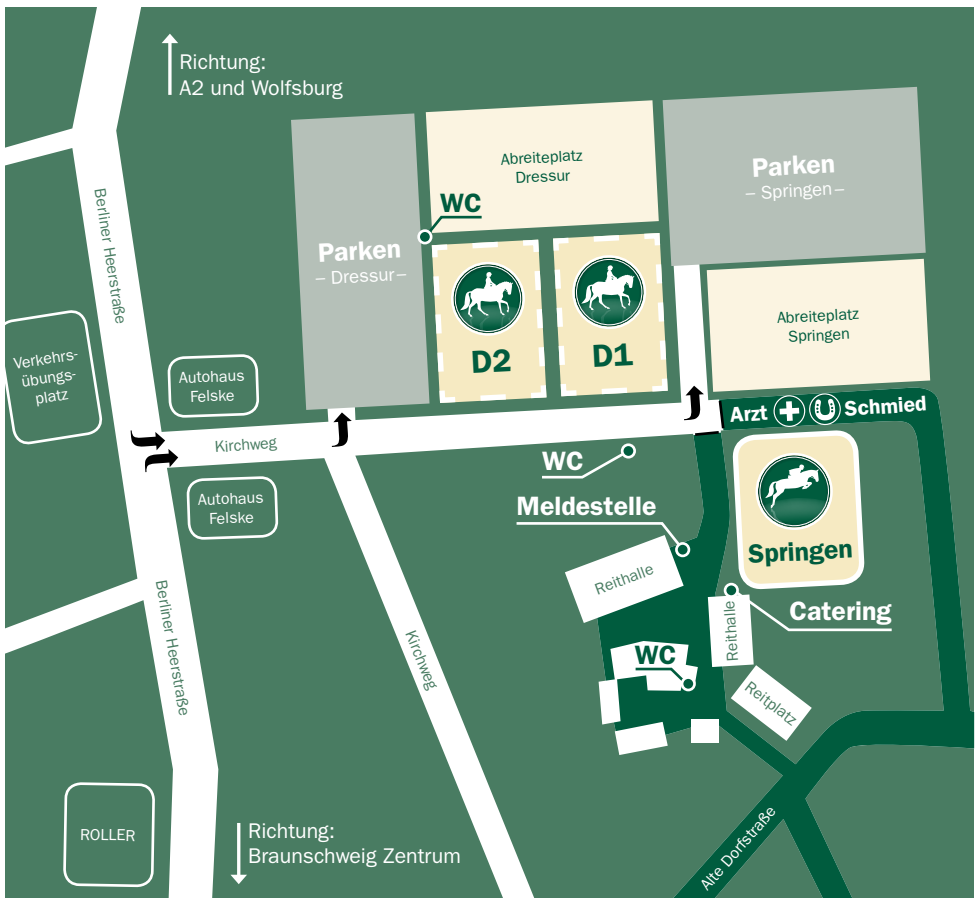 Richtung:
A2 und Wolfsburg
Berliner Heerstraße
Abreiteplatz
Dressur
WC
Parken
– Dressur–
Parken
– Springen–
D2
D1
Abreiteplatz
Springen
Verkehrs-
übungs-
platz
Autohaus
Felske
Kirchweg
Autohaus
Felske
Arzt
Schmied
WC
Meldestelle
Springen
Reithalle
Catering
Reithalle
WC
Reitplatz
Berliner Heerstraße
Kirchweg
ROLLER
Richtung:
Braunschweig Zentrum
Alte Dorfstraße